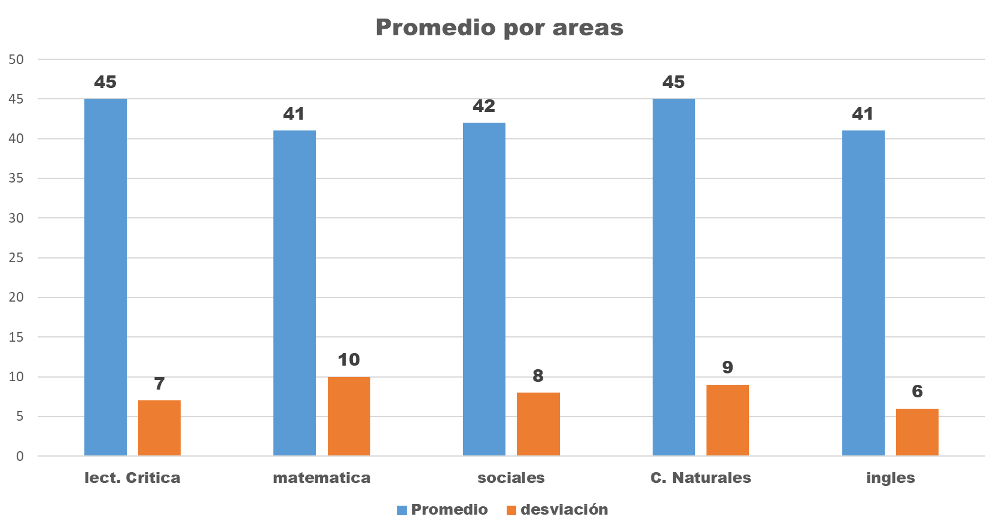 Promedio por areas
50
45
40
35
30
25
20
15
10
5
0
45
7
41
10
42
8
45
9
41
6
lect. Critica
matematica
sociales
C. Naturales
ingles
Promedio
desviación